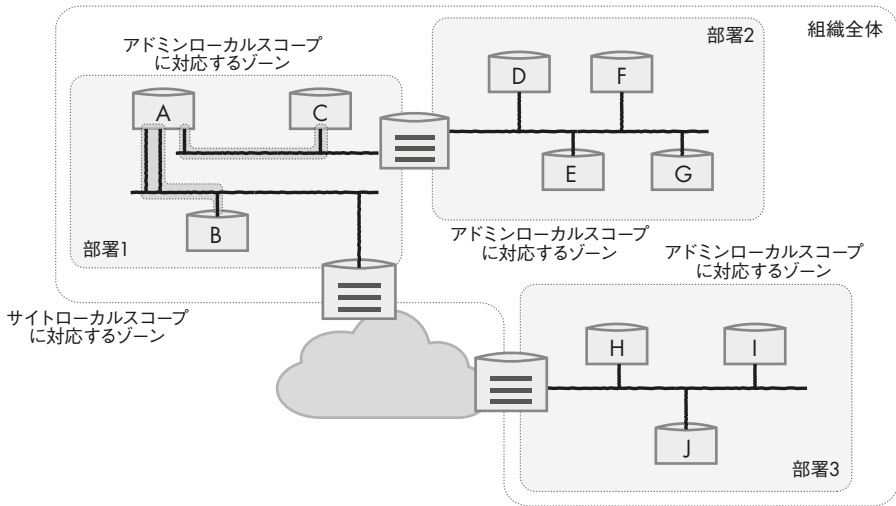 組織全体
アドミンローカルスコープ
に対応するゾーン
部署2
A
C
D
F
E
G
B
部署1
アドミンローカルスコープ
に対応するゾーン
アドミンローカルスコープ
に対応するゾーン
サイトローカルスコープ
に対応するゾーン
H
I
J
部署3